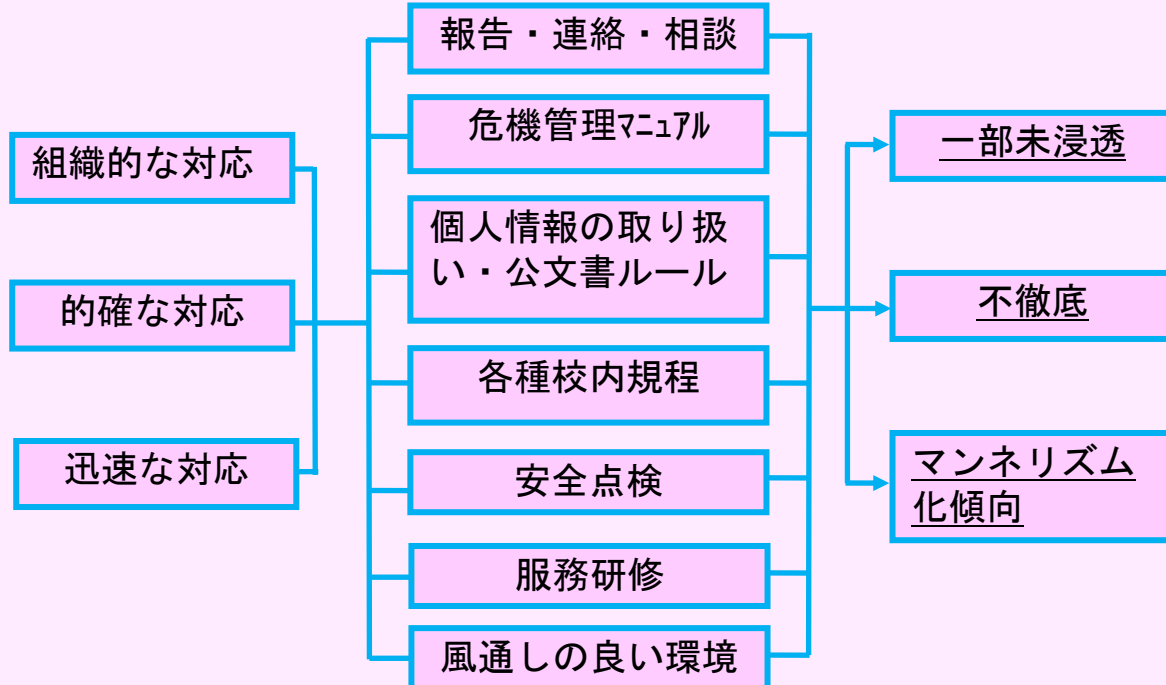 組織的な対応
的確な対応
迅速な対応
報告・連絡・相談
危機管理ﾏﾆｭｱﾙ
個人情報の取り扱
い・公文書ルール
各種校内規程
安全点検
服務研修
風通しの良い環境
一部未浸透
不徹底
マンネリズム
化傾向